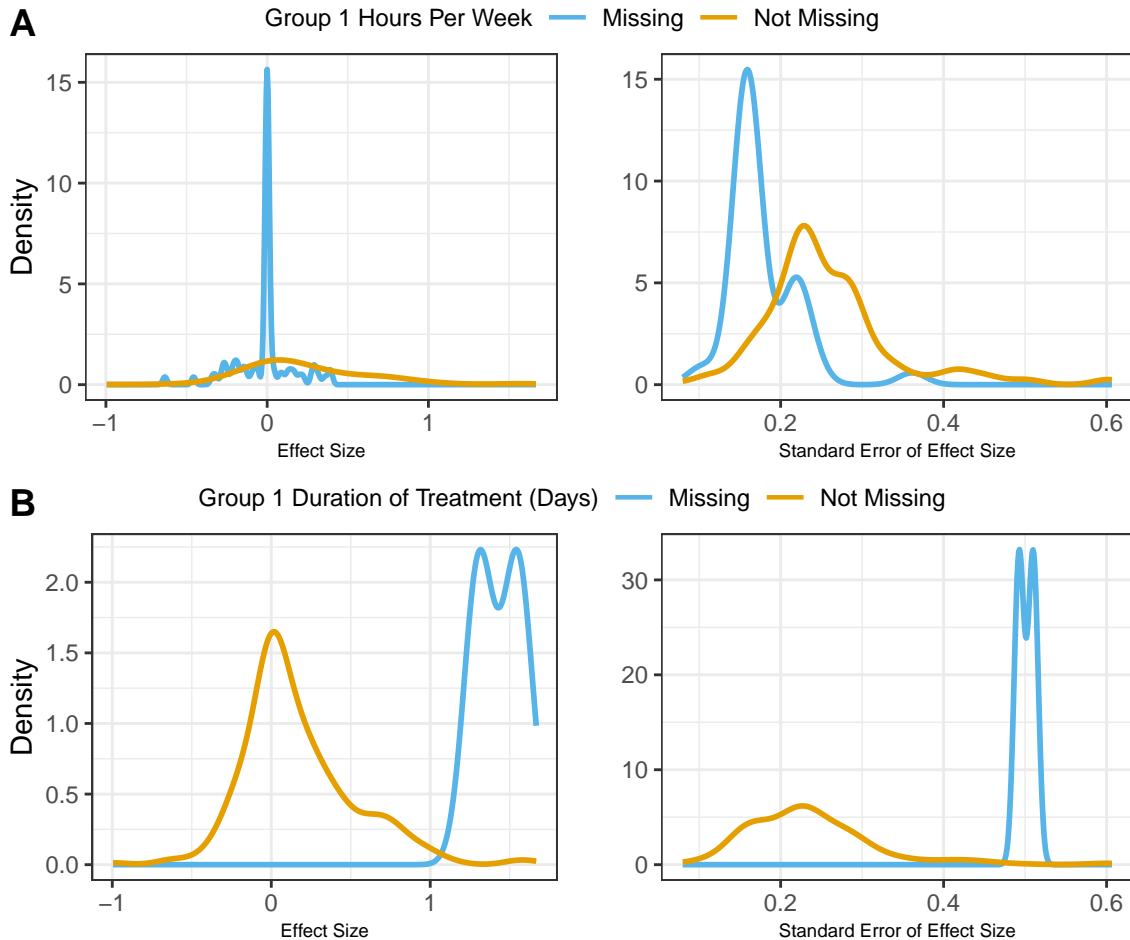 A
Group 1 Hours Per Week Missing Not Missing
15
10
5
0
Density
−1 0 1
Effect Size
15
10
5
0
0.2 0.4 0.6
Standard Error of Effect Size
B
Group 1 Duration of Treatment (Days) Missing Not Missing
2.0
1.5
1.0
0.5
0.0
Density
−1 0 1
Effect Size
30
20
10
0
0.2 0.4 0.6
Standard Error of Effect Size